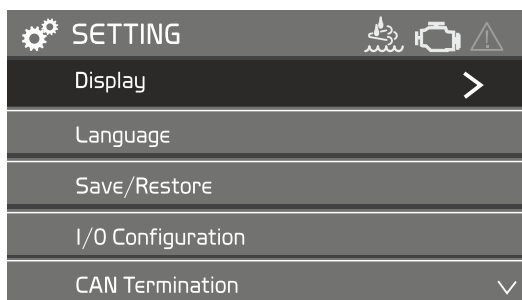 SETTING
Display
Language
Save/Restore
I/O Configuration
CAN Termination